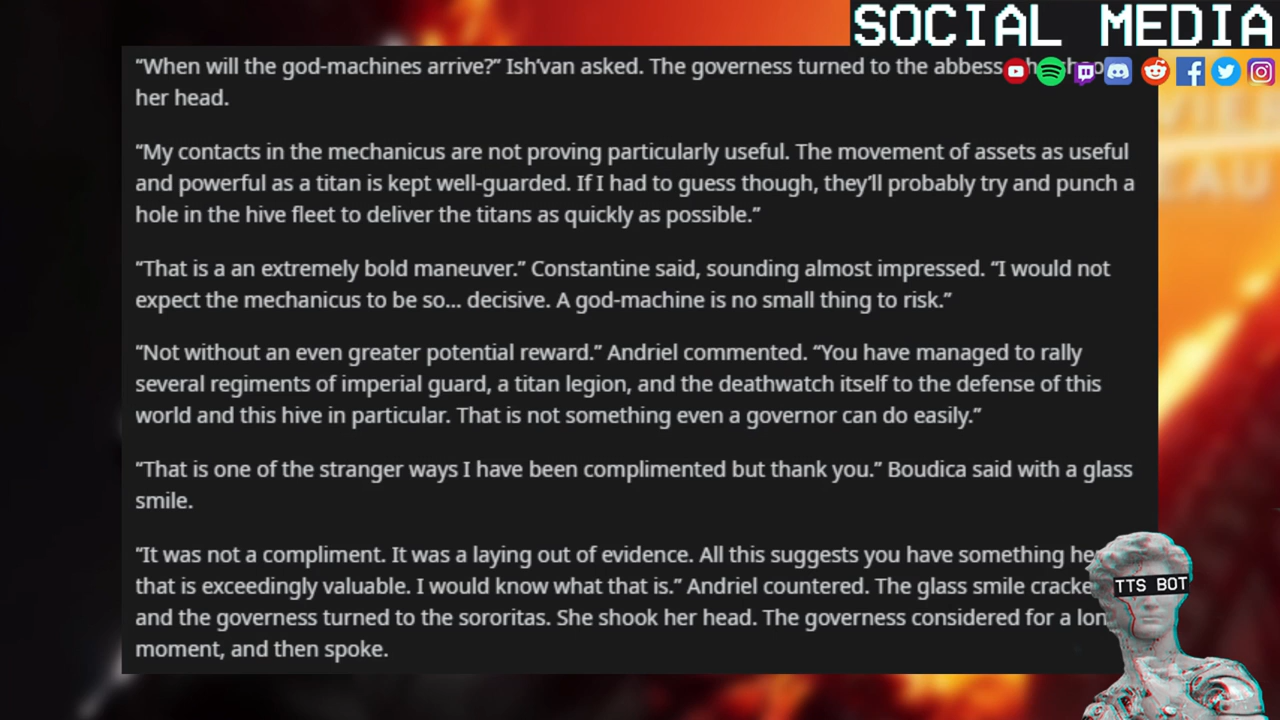 SOCIAL MEDIA
“When will the god-machines arrive?” Ish’van asked. The governess turned to the abbess
her head.
“My contacts in the mechanicus are not proving particularly useful. The movement of assets as useful
and powerful as a titan is kept well-guarded. If I had to guess though, they’ll probably try and punch a
hole in the hive fleet to deliver the titans as quickly as possible.”
“That is a an extremely bold maneuver.” Constantine said, sounding almost impressed. “I would not
expect the mechanicus to be so... decisive. A god-machine is no small thing to risk.”
“Not without an even greater potential reward.” Andriel commented. “You have managed to rally
several regiments of imperial guard, a titan legion, and the deathwatch itself to the defense of this
world and this hive in particular. That is not something even a governor can do easily.”
“That is one of the stranger ways I have been complimented but thank you.” Boudica said with a glass
smile.
“It was not a compliment. It was a laying out of evidence. All this suggests you have something
that is exceedingly valuable. I would know what that is.” Andriel countered. The glass smile
and the governess turned to the sororitas. She shook her head. The governess considered for a
moment, and then spoke.
TTS BOT